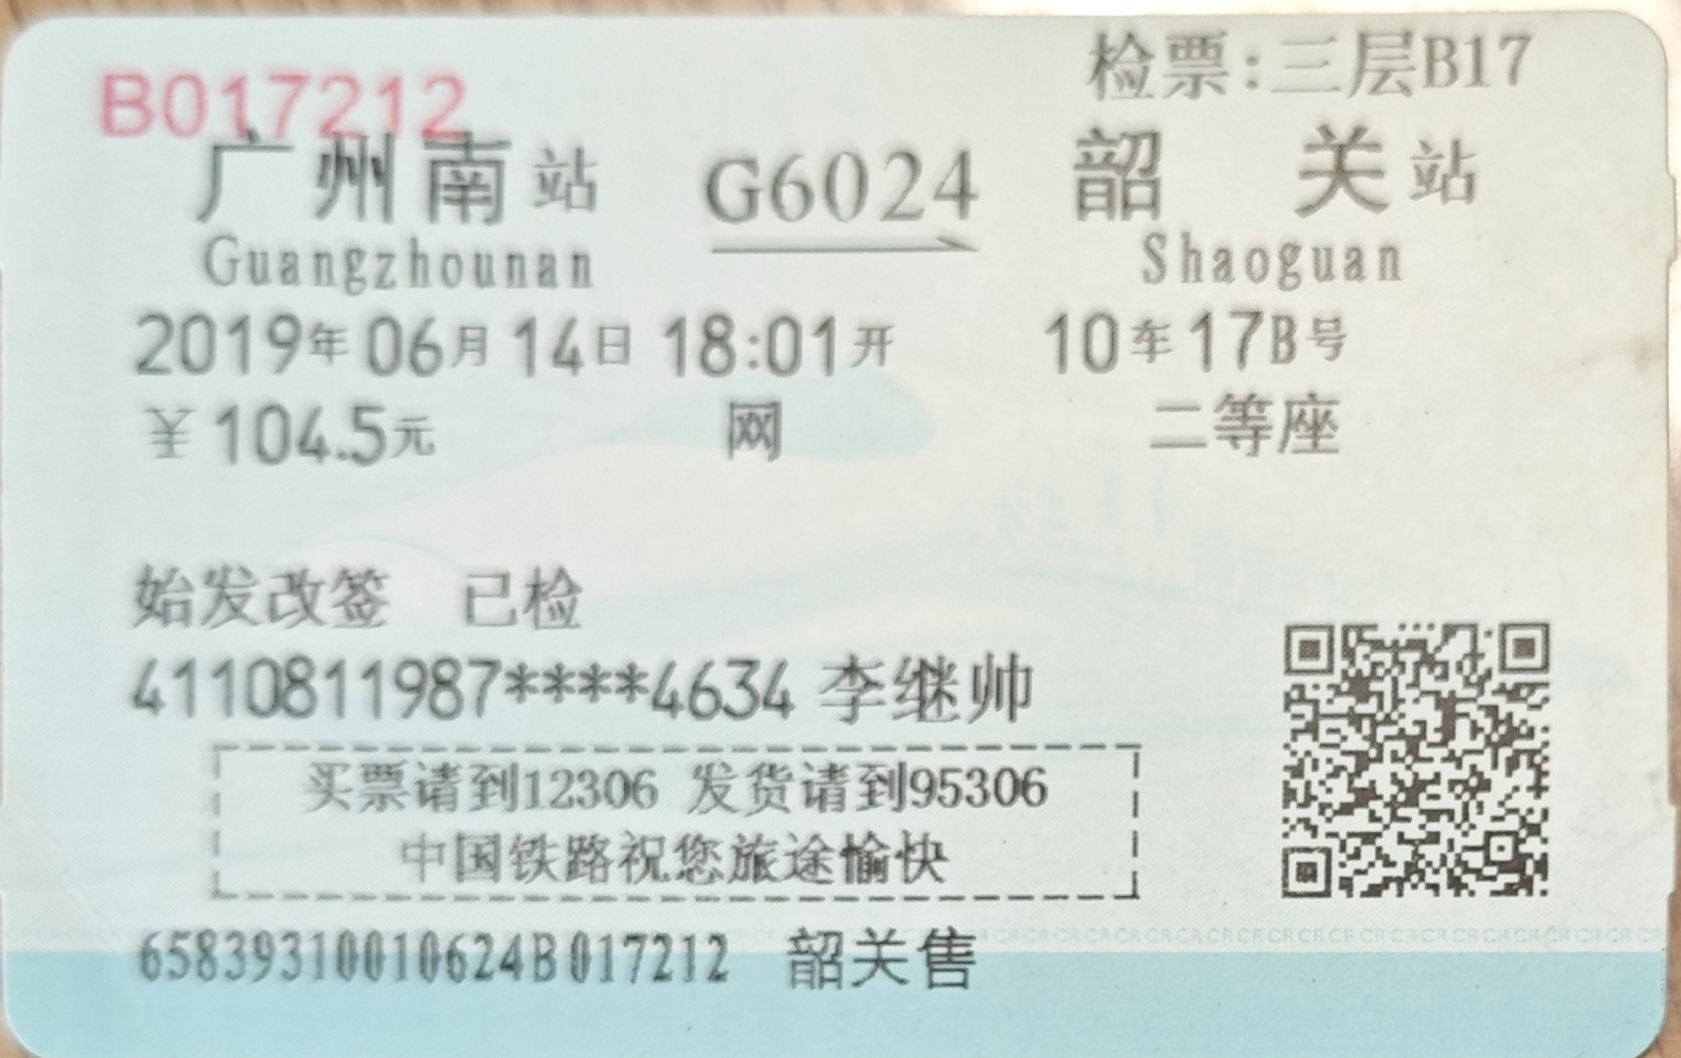 检票:三层B17
B017212
广州南站 G6024 韶关站
Guangzhounan Shaoguan
2019年06月14日 18:01开 10车17B号
¥104.5元 网 二等座
始发改签 已检
4110811987****4634 李继帅
买票请到12306 发货请到95306
中国铁路祝您旅途愉快
65839310010624B017212 韶关售